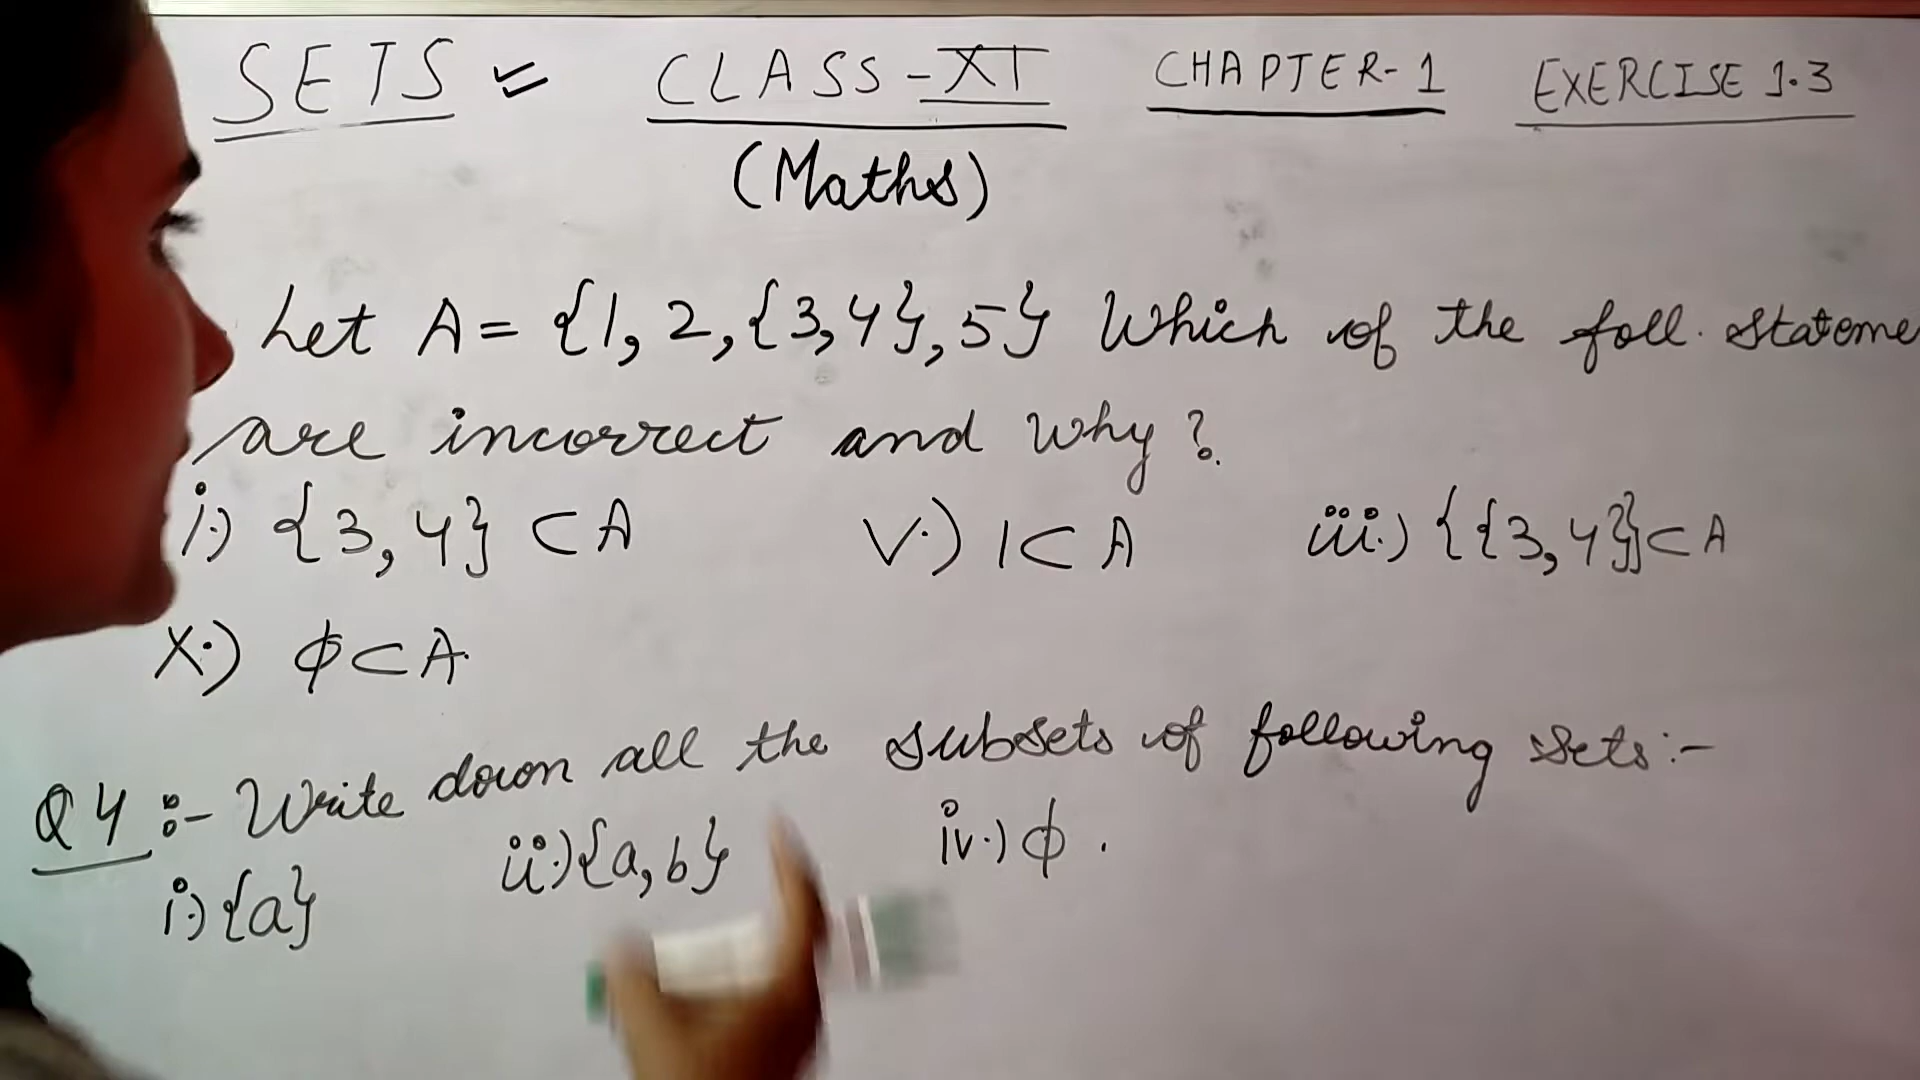 SETS CLASS-XI CHAPTER-1 EXERCISE 1.3
(Maths)
Let A = {1, 2, {3, 4}, 5} Which of the foll. Stateme
are incorrect and why?
i.) {3, 4} ⊂ A v.) 1 ⊂ A iii.) {{3, 4}} ⊂ A
x.) ϕ ⊂ A.
Q4 :- Write down all the subsets of following sets :-
i.) {a} ii.) {a, b} iv.) ϕ .